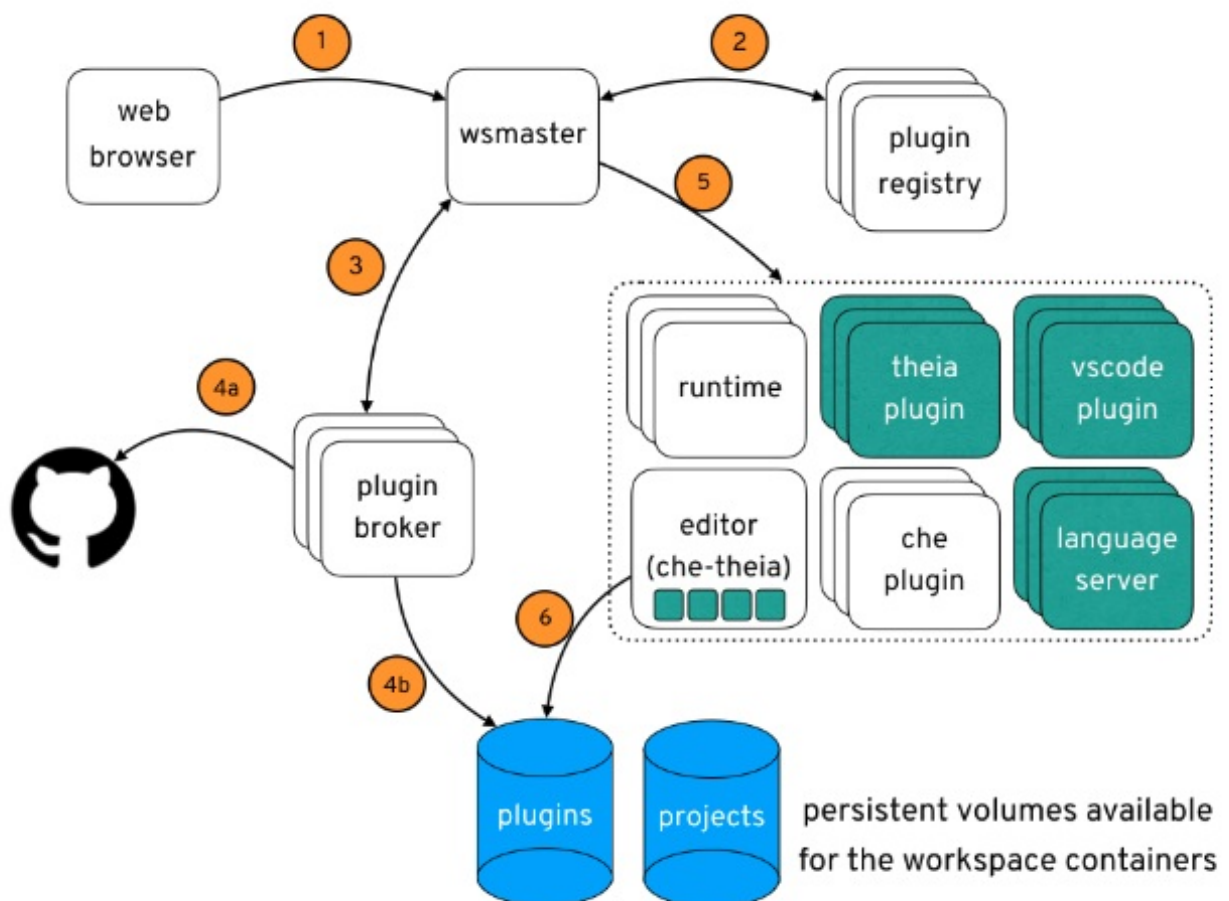 1
2
web
browser
wsmaster
plugin
registry
5
3
4a
runtime
theia
plugin
vscode
plugin
plugin
broker
editor
(che-theia)
che
plugin
language
server
6
4b
plugins
projects
persistent volumes available
for the workspace containers